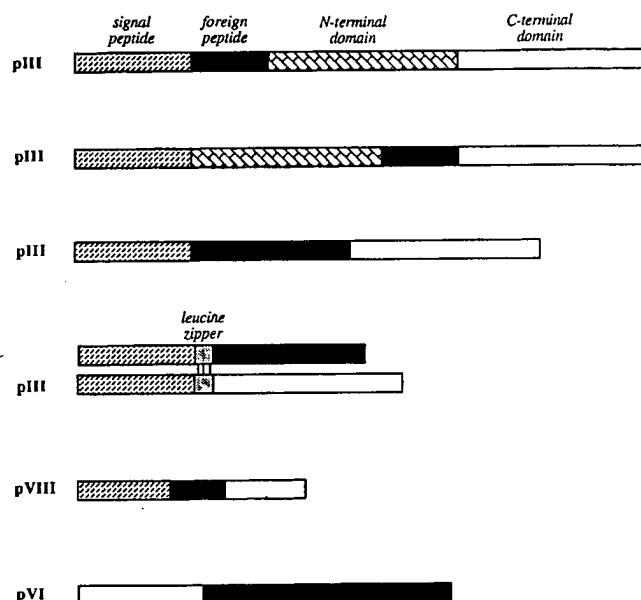 signal peptide
foreign peptide
N-terminal domain
C-terminal domain
pIII
pIII
pIII
leucine zipper
pIII
pVIII
pVI